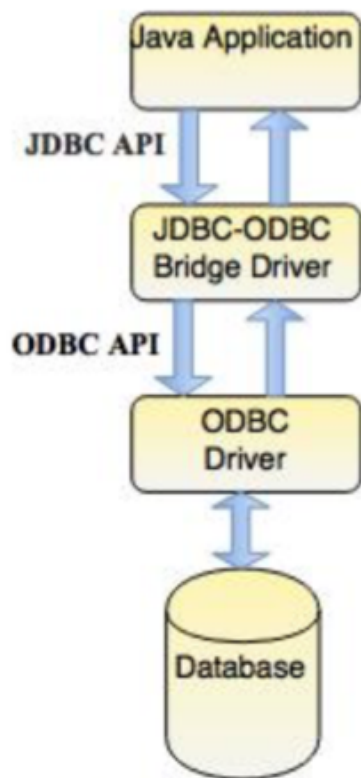 Java Application
JDBC API
JDBC-ODBC
Bridge Driver
ODBC API
ODBC
Driver
Database